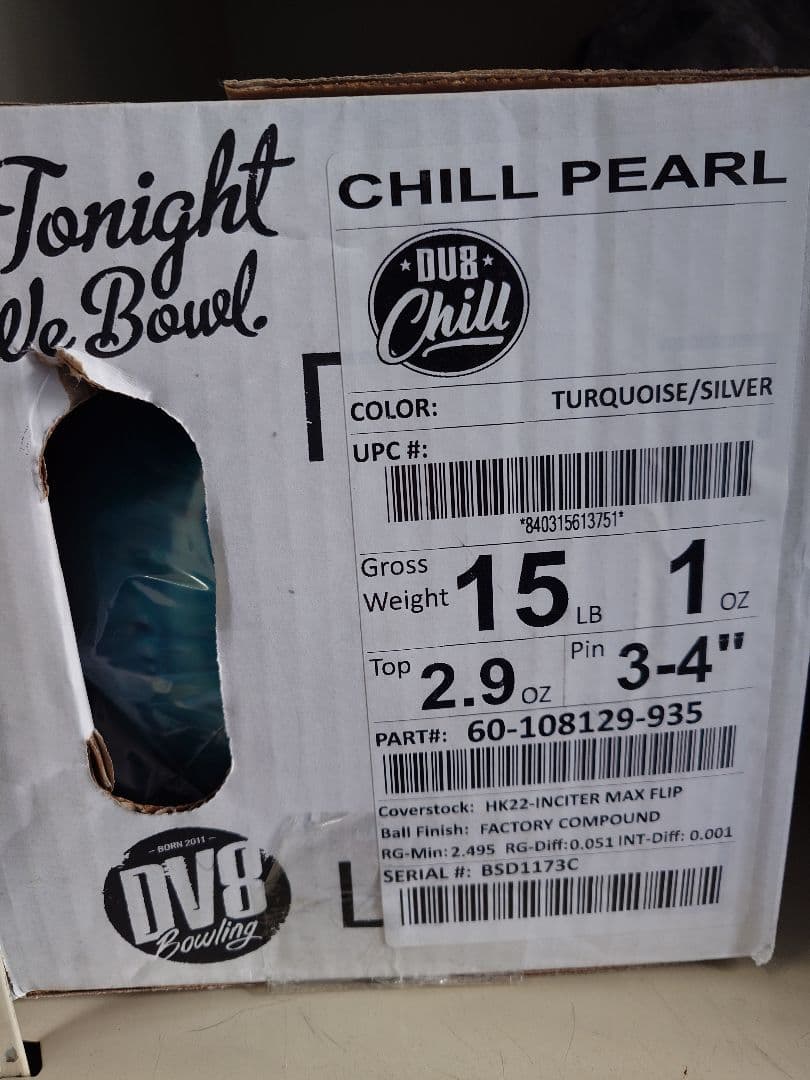 Tonight
We Bowl.
CHILL PEARL
DV8
Chill
COLOR: TURQUOISE/SILVER
UPC #:
*840315613751*
Gross Weight 15 LB 1 OZ
Top 2.9 OZ Pin 3-4"
PART#: 60-108129-935
Coverstock: HK22-INCITER MAX FLIP
Ball Finish: FACTORY COMPOUND
RG-Min: 2.495 RG-Diff:0.051 INT-Diff: 0.001
SERIAL #: BSD1173C
BORN 2011
DV8
Bowling